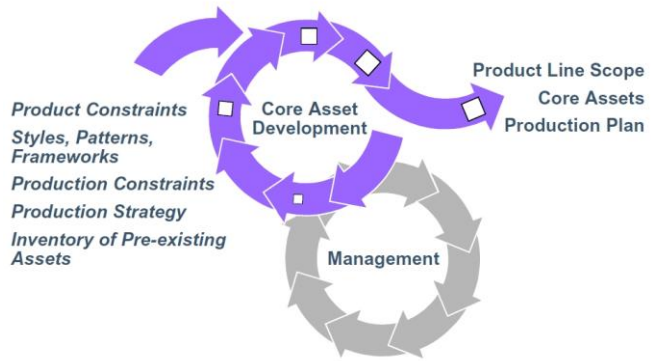 Product Constraints
Styles, Patterns,
Frameworks
Production Constraints
Production Strategy
Inventory of Pre-existing
Assets
Core Asset
Development
Product Line Scope
Core Assets
Production Plan
Management